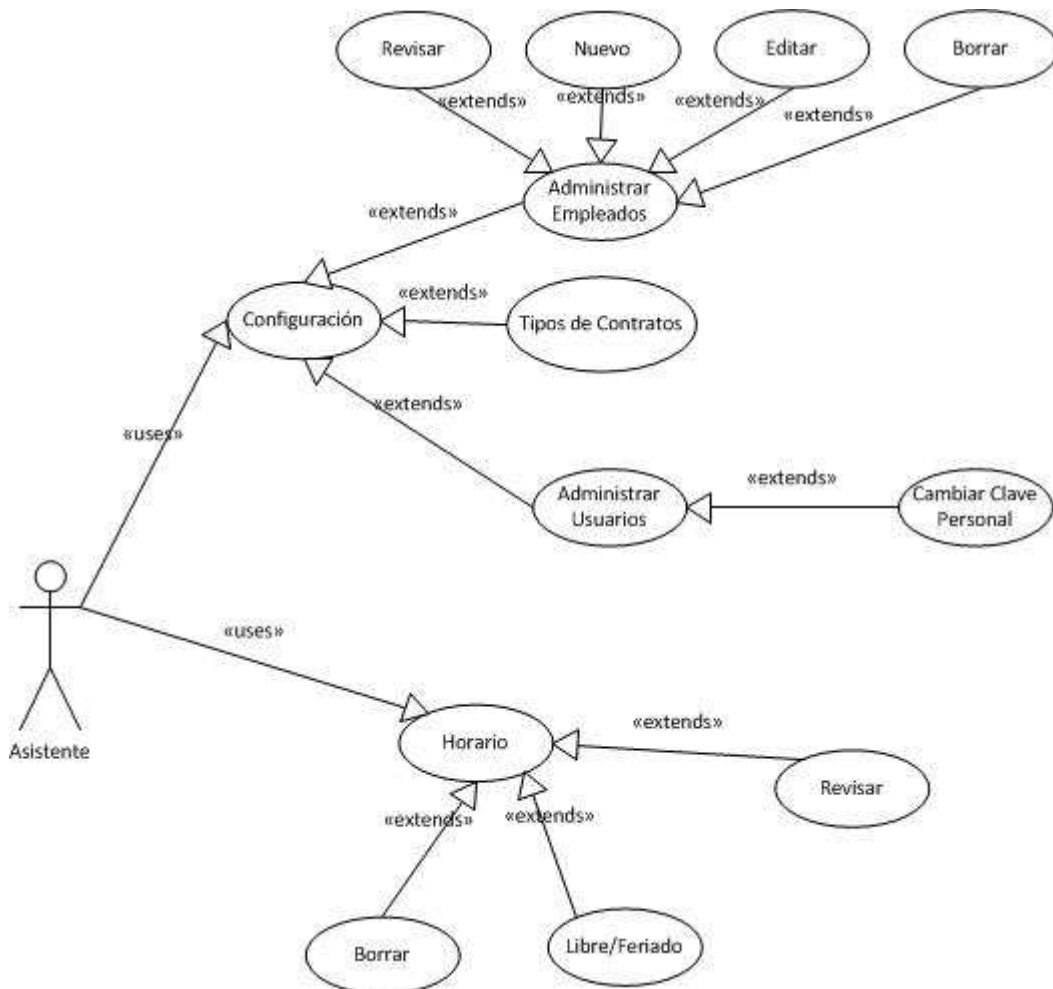 Revisar
Nuevo
Editar
Borrar
«extends»
«extends»
«extends»
«extends»
Administrar
Empleados
«extends»
«extends»
Configuración
Tipos de Contratos
«extends»
«uses»
Administrar
Usuarios
«extends»
Cambiar Clave
Personal
«uses»
Asistente
Horario
«extends»
Revisar
«extends»
«extends»
Borrar
Libre/Feriado